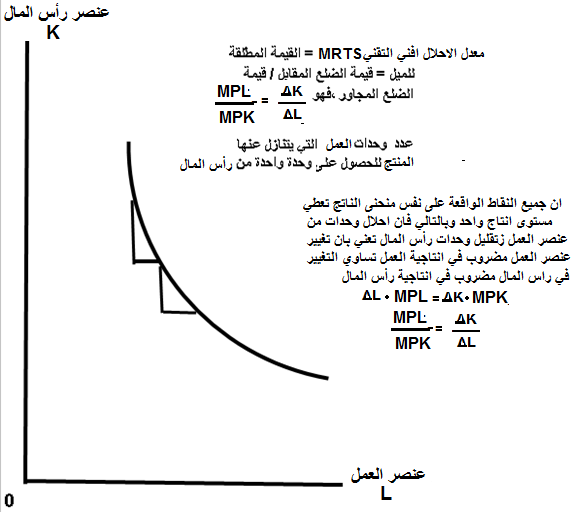 عنصر رأس المال
K
معدل الاحلال افني التقني MRTS = القيمة المطلقة
للميل = قيمة الضلع المقابل / قيمة
الضلع المجاور ،فهو ΔK/ΔL = MPL/MPK
عدد وحدات العمل التي يتنازل عنها
المنتج للحصول على وحدة واحدة من رأس المال
ان جميع النقاط الواقعة على نفس منحنى الناتج تعطي
مستوى انتاج واحد وبالتالي فان احلال وحدات من
عنصر العمل زتقليل وحدات رأس المال تعني بان تغيير
عنصر العمل مضروب في انتاجية العمل تساوي التغيير
في راس المال مضروب في انتاجية رأس المال
ΔL • MPL = ΔK • MPK
MPL/MPK = ΔK/ΔL
عنصر العمل
L
0